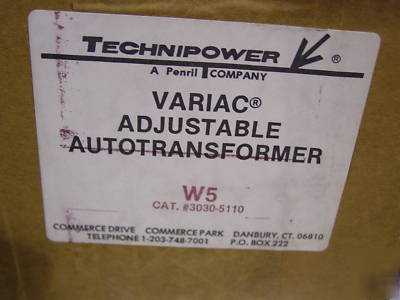 TECHNIPOWER ®
A Penril COMPANY
VARIAC®
ADJUSTABLE
AUTOTRANSFORMER
W5
CAT. #3030-5110
COMMERCE DRIVE COMMERCE PARK DANBURY, CT. 06810
TELEPHONE 1-203-748-7001 P.O. BOX 222